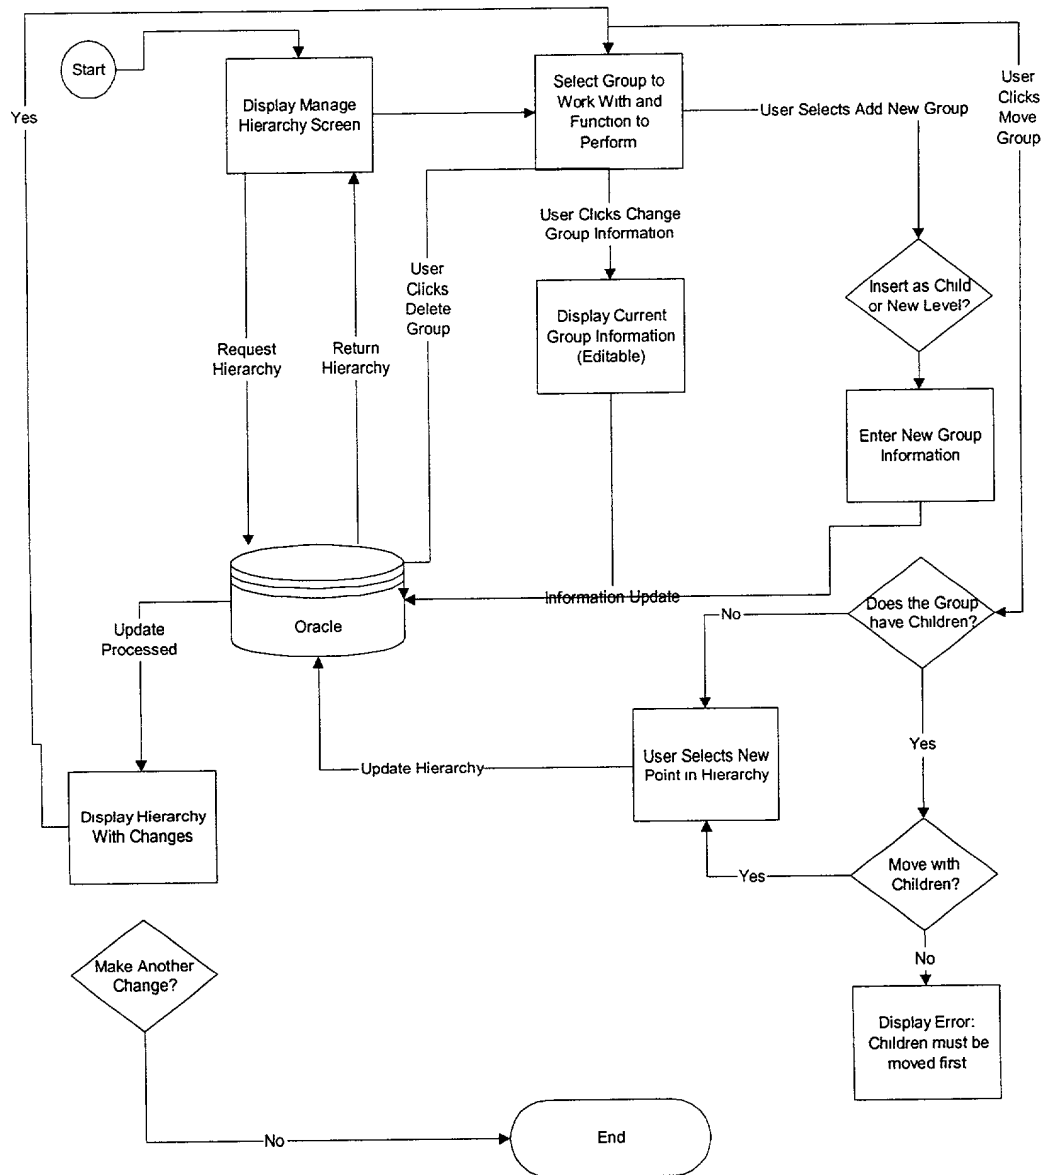 Start
Display Manage
Hierarchy Screen
Select Group to
Work With and
Function to
Perform
User Selects Add New Group
User
Clicks
Move
Group
Yes
User Clicks Change
Group Information
User
Clicks
Delete
Group
Insert as Child
or New Level?
Display Current
Group Information
(Editable)
Request
Hierarchy
Return
Hierarchy
Enter New Group
Information
Oracle
Information Update
Does the Group
have Children?
No
Update
Processed
Yes
User Selects New
Point in Hierarchy
Update Hierarchy
Display Hierarchy
With Changes
Move with
Children?
Yes
No
Make Another
Change?
Display Error:
Children must be
moved first
No
End